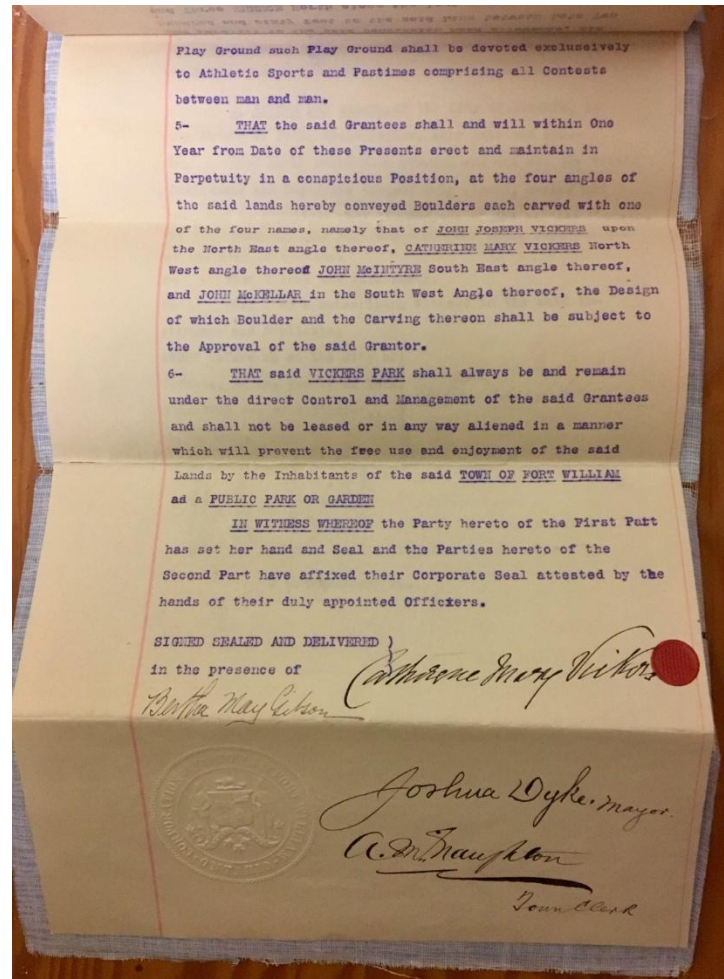 Play Ground such Play Ground shall be devoted exclusively
to Athletic Sports and Pastimes comprising all Contests
between man and man.
5- THAT the said Grantees shall and will within One
Year from Date of these Presents erect and maintain in
Perpetuity in a conspicious Position, at the four angles of
the said lands hereby conveyed Boulders each carved with one
of the four names, namely that of JOHN JOSEPH VICKERS upon
the North East angle thereof, CATHERINE MARY VICKERS North
West angle thereof JOHN McINTYRE South East angle thereof,
and JOHN McKELLAR in the South West Angle thereof, the Design
of which Boulder and the Carving thereon shall be subject to
the Approval of the said Grantor.
6- THAT said VICKERS PARK shall always be and remain
under the direct Control and Management of the said Grantees
and shall not be leased or in any way aliened in a manner
which will prevent the free use and enjoyment of the said
Lands by the Inhabitants of the said TOWN OF FORT WILLIAM
ad a PUBLIC PARK OR GARDEN
IN WITNESS WHEREOF the Party hereto of the First Part
has set her hand and Seal and the Parties hereto of the
Second Part have affixed their Corporate Seal attested by the
hands of their duly appointed Officers.
SIGNED SEALED AND DELIVERED )
in the presence of
Catherine Mary Vickers
Bertha May Gibson
Joshua Dyke. Mayor.
A. McNaughton
Town Clerk